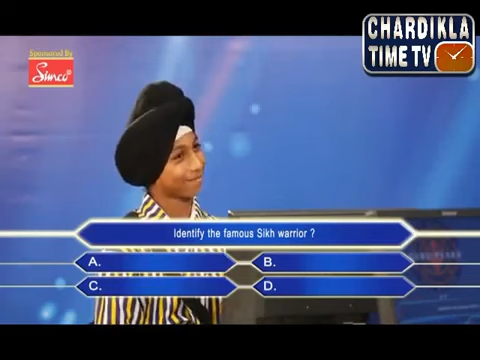 Sponsored By
Simco
CHARDIKLA
TIME TV
Identify the famous Sikh warrior ?
A.
B.
C.
D.